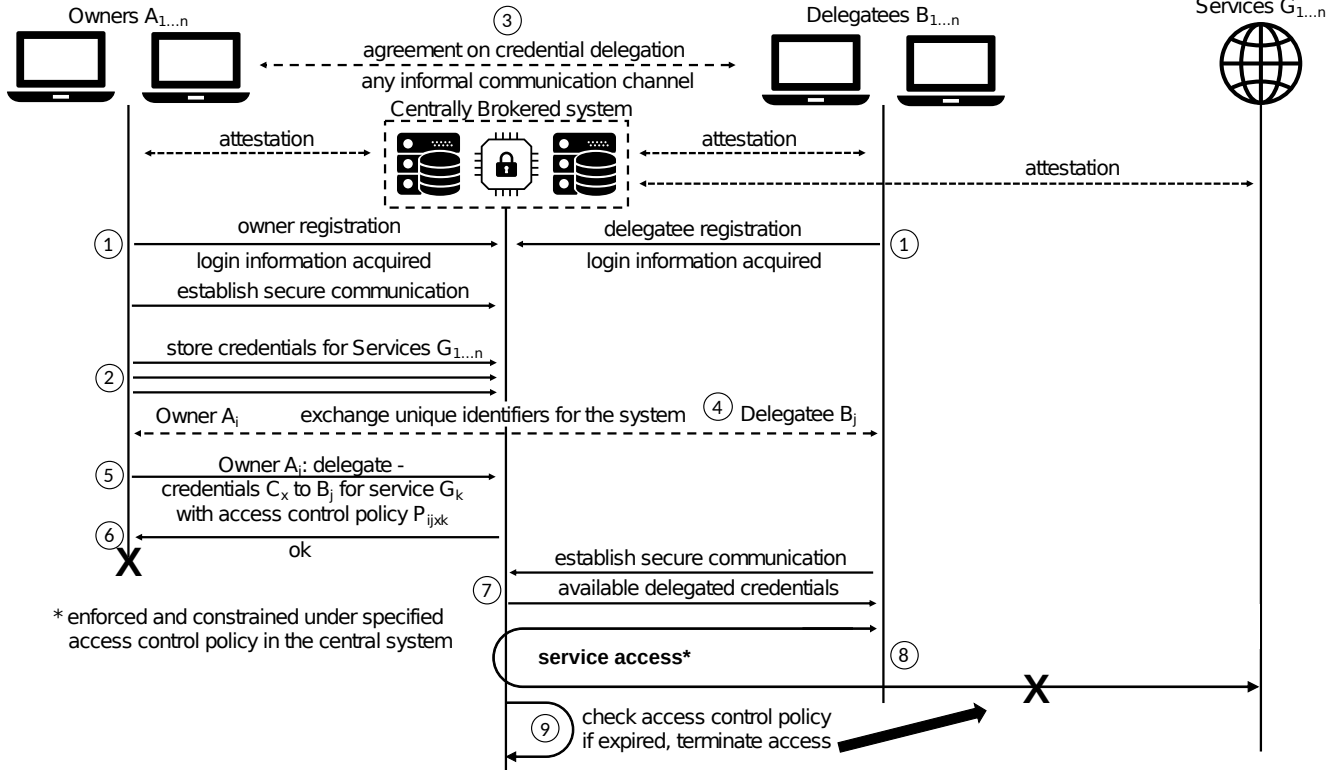 Owners A1...n
3
Delegatees B1...n
Services G1...n
agreement on credential delegation
any informal communication channel
Centrally Brokered system
attestation
attestation
attestation
1
owner registration
delegatee registration
1
login information acquired
login information acquired
establish secure communication
store credentials for Services G1...n
2
Owner Ai
exchange unique identifiers for the system
4
Delegatee Bj
5
Owner Ai: delegate -
credentials Cx to Bj for service Gk
with access control policy Pijxk
6
ok
X
establish secure communication
7
available delegated credentials
* enforced and constrained under specified
access control policy in the central system
service access*
8
X
9
check access control policy
if expired, terminate access